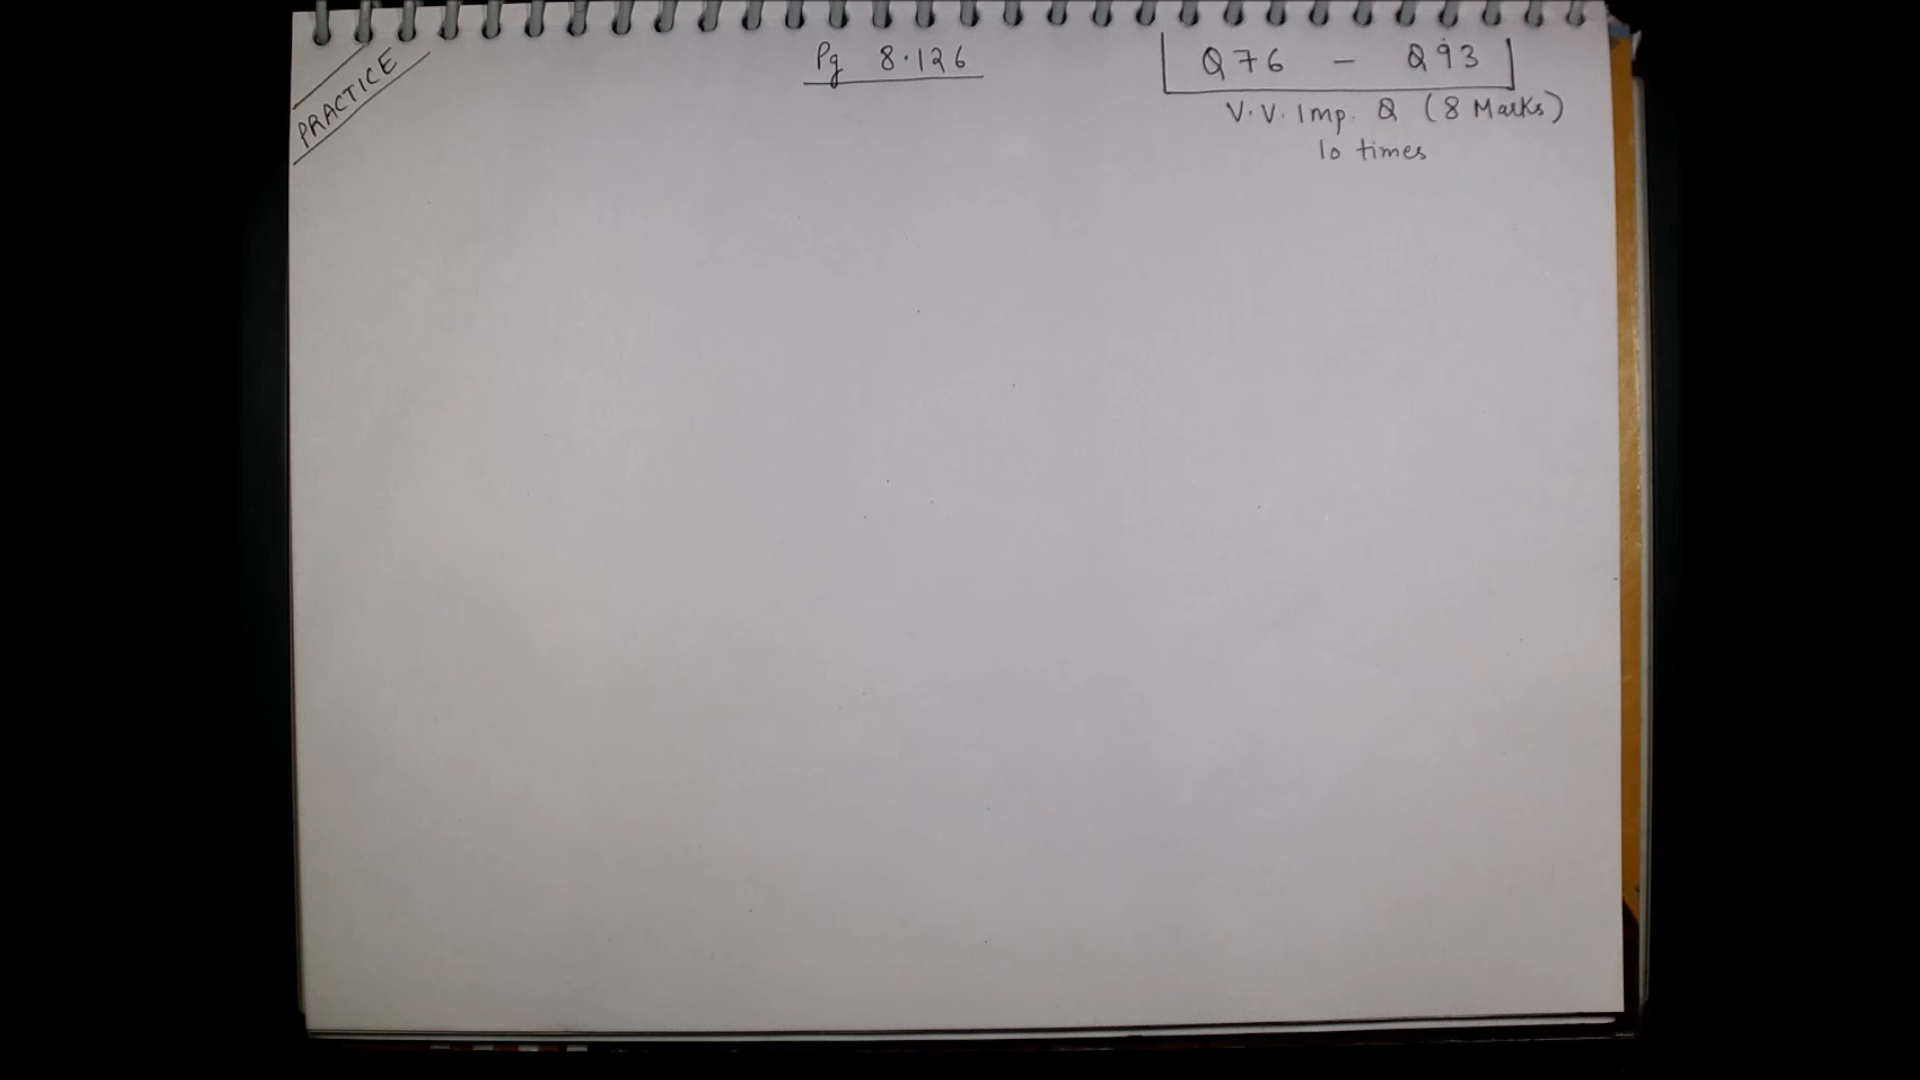 PRACTICE
Pg 8.126
Q76 - Q93
V.V. Imp. Q (8 Marks)
10 times